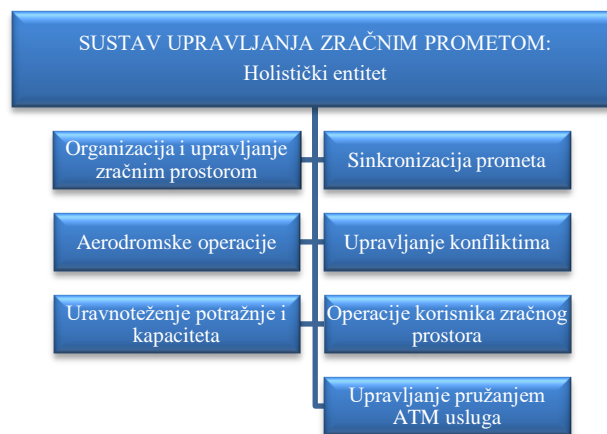 SUSTAV UPRAVLJANJA ZRAČNIM PROMETOM:
Holistički entitet
Organizacija i upravljanje
zračnim prostorom
Sinkronizacija prometa
Aerodromske operacije
Upravljanje konfliktima
Uravnoteženje potražnje i
kapaciteta
Operacije korisnika zračnog
prostora
Upravljanje pružanjem
ATM usluga